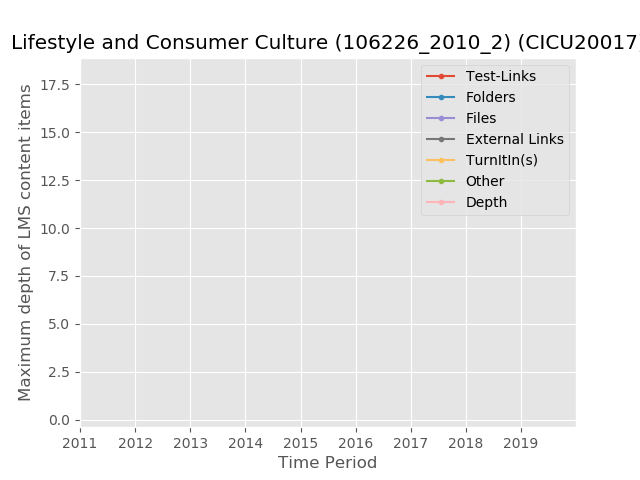 Lifestyle and Consumer Culture (106226_2010_2) (CICU20017)
Test-Links
Folders
Files
External Links
TurnItIn(s)
Other
Depth
Maximum depth of LMS content items
17.5
15.0
12.5
10.0
7.5
5.0
2.5
0.0
2011 2012 2013 2014 2015 2016 2017 2018 2019
Time Period